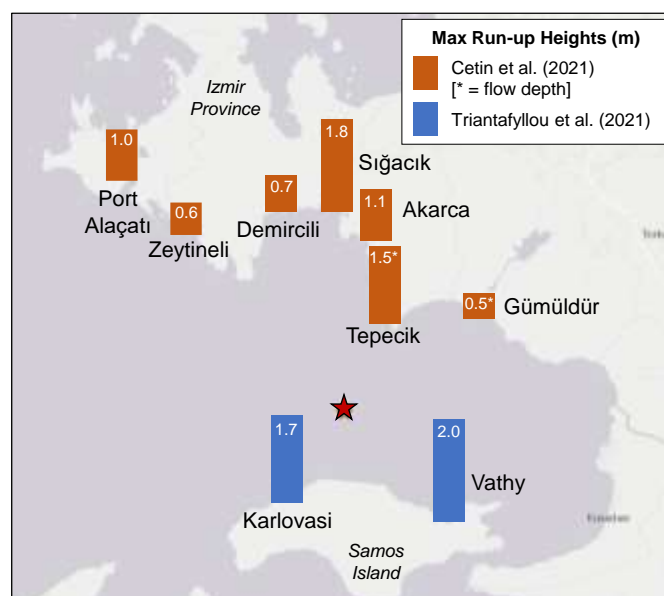 Max Run-up Heights (m)
Cetin et al. (2021)
[* = flow depth]
Triantafyllou et al. (2021)
Izmir
Province
1.0
Port
Alaçatı
0.6
Zeytineli
0.7
Demircili
1.8
Sığacık
1.1
Akarca
1.5*
Tepecik
0.5*
Gümüldür
1.7
Karlovasi
2.0
Vathy
Samos
Island